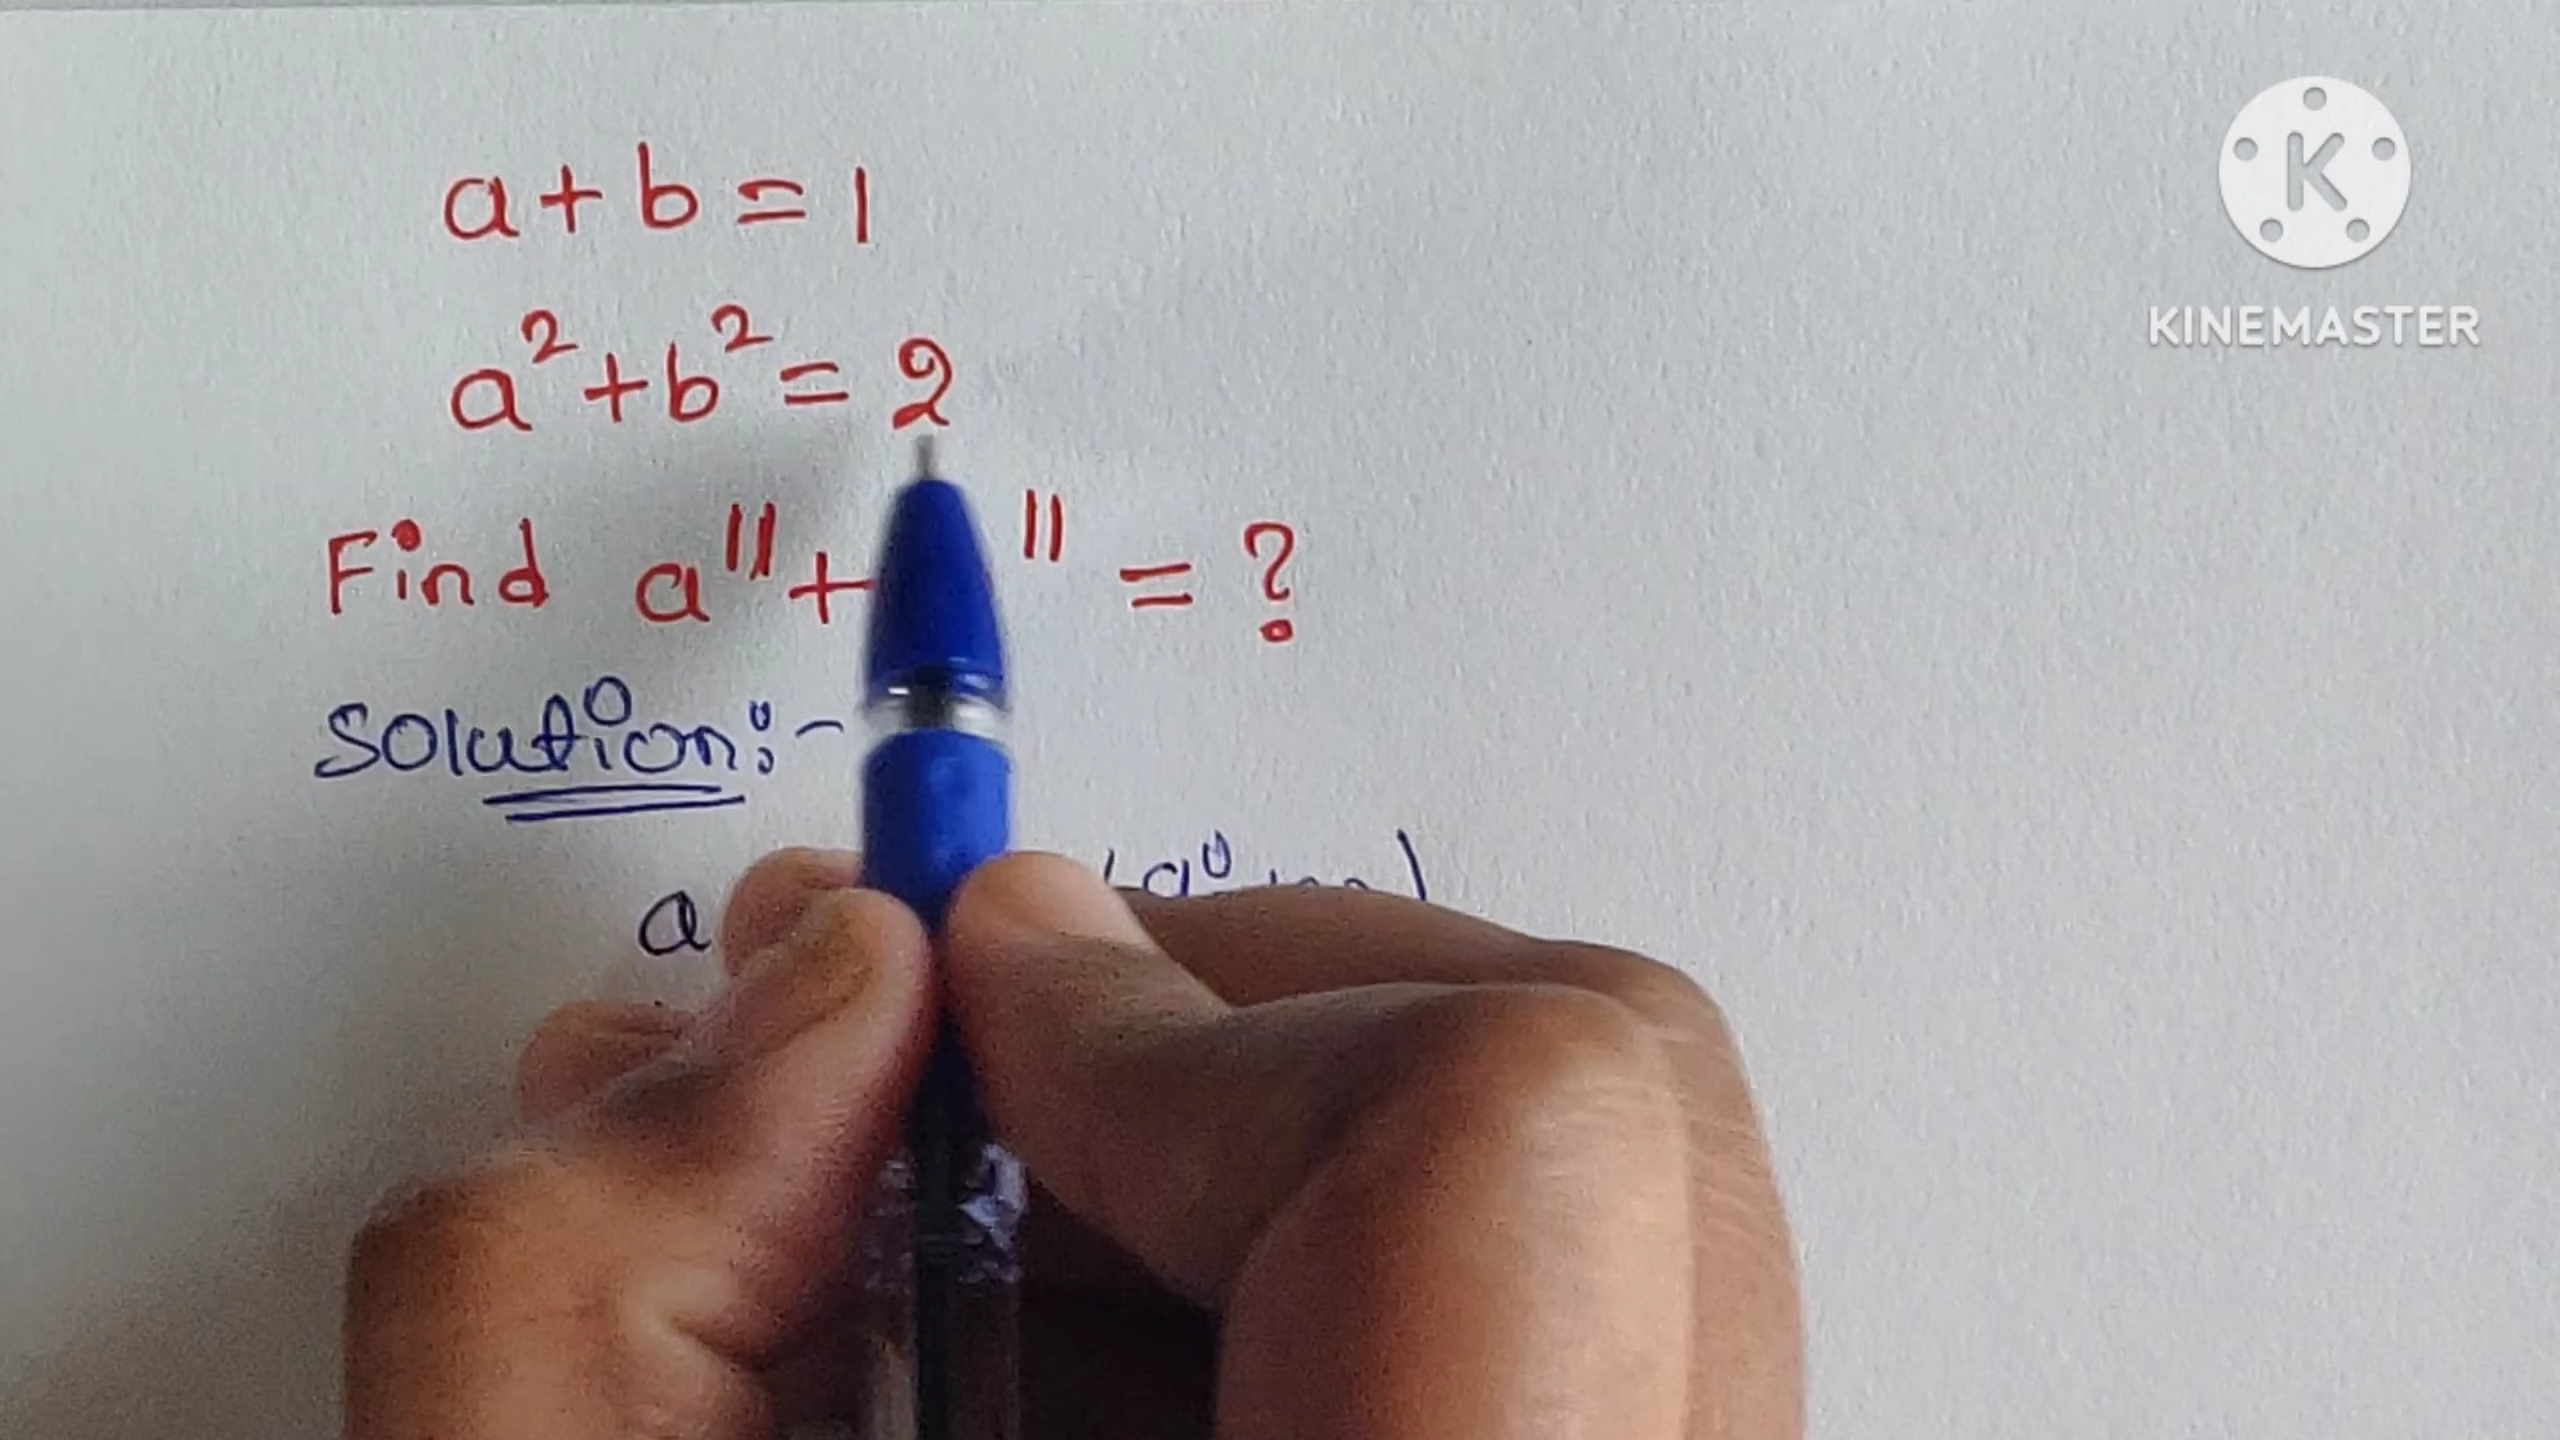 a + b = 1
a² + b² = 2
Find a¹¹ + ¹¹ = ?
Solution:-
a
KINEMASTER